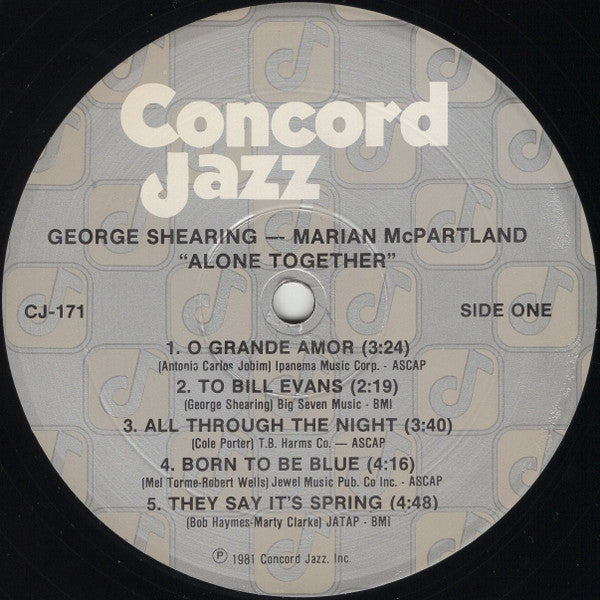 Concord
Jazz
GEORGE SHEARING — MARIAN McPARTLAND
“ALONE TOGETHER”
CJ-171
SIDE ONE
1. O GRANDE AMOR (3:24)
(Antonia Carlos Jobim) Ipanema Music Corp. - ASCAP
2. TO BILL EVANS (2:19)
(George Shearing) Big Seven Music - BMI
3. ALL THROUGH THE NIGHT (3:40)
(Cole Porter) T.B. Harms Co. — ASCAP
4. BORN TO BE BLUE (4:16)
(Mel Torme-Robert Wells) Jewel Music Pub. Co Inc. - ASCAP
5. THEY SAY IT'S SPRING (4:48)
(Bob Haymes-Marty Clarke) JATAP - BMI
℗ 1981 Concord Jazz. Inc.